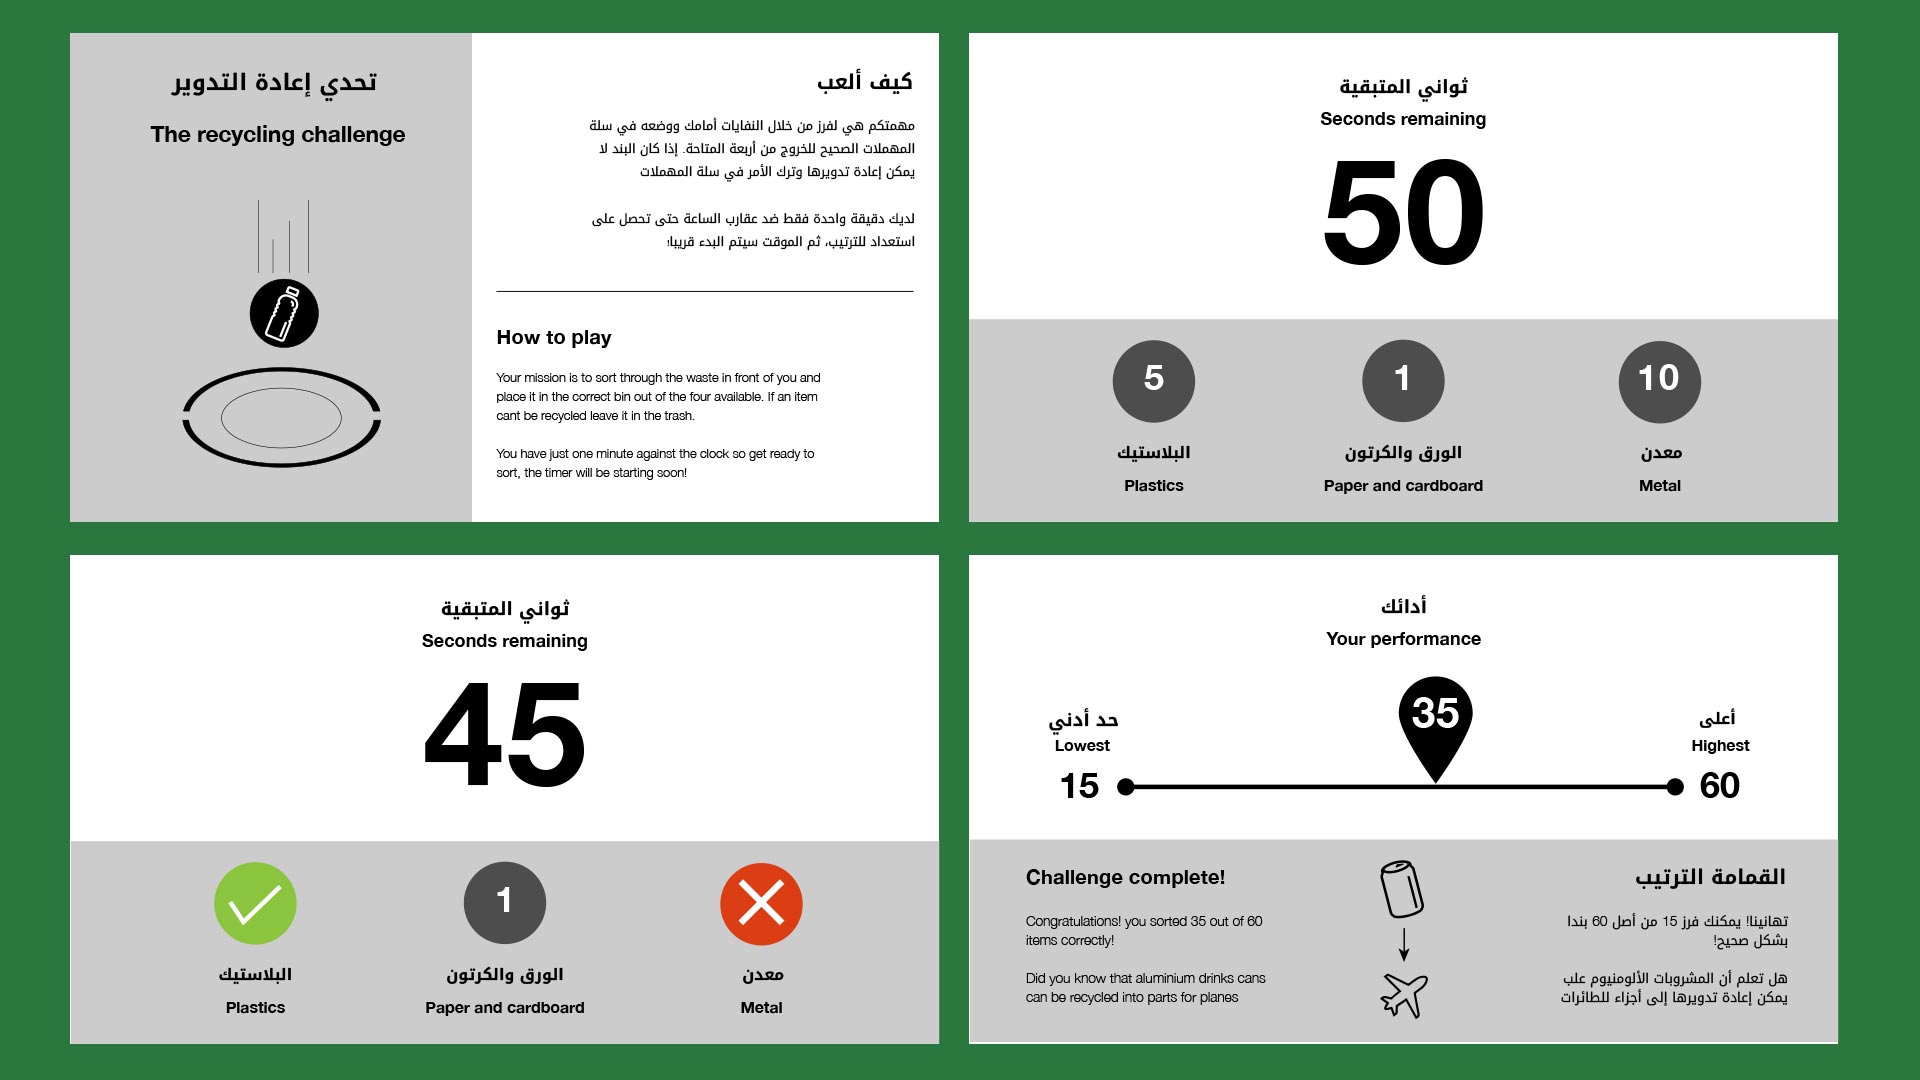 تحدي إعادة التدوير
The recycling challenge
كيف ألعب
مهمتكم هي لفرز من خلال النفايات أمامك ووضعه في سلة
المهملات الصحيح للخروج من أربعة المتاحة. إذا كان البند لا
يمكن إعادة تدويرها وترك الأمر في سلة المهملات
لديك دقيقة واحدة فقط ضد عقارب الساعة حتى تحصل على
استعداد للترتيب، ثم الموقت سيتم البدء قريبا!
How to play
Your mission is to sort through the waste in front of you and
place it in the correct bin out of the four available. If an item
cant be recycled leave it in the trash.
You have just one minute against the clock so get ready to
sort, the timer will be starting soon!
ثواني المتبقية
Seconds remaining
50
5
1
10
البلاستيك
الورق والكرتون
معدن
Plastics
Paper and cardboard
Metal
ثواني المتبقية
Seconds remaining
45
1
البلاستيك
الورق والكرتون
معدن
Plastics
Paper and cardboard
Metal
أدائك
Your performance
35
حد أدني
Lowest
15
أعلى
Highest
60
Challenge complete!
Congratulations! you sorted 35 out of 60
items correctly!
Did you know that aluminium drinks cans
can be recycled into parts for planes
القمامة الترتيب
تهانينا! يمكنك فرز 15 من أصل 60 بندا
بشكل صحيح!
هل تعلم أن المشروبات الألومنيوم علب
يمكن إعادة تدويرها إلى أجزاء للطائرات